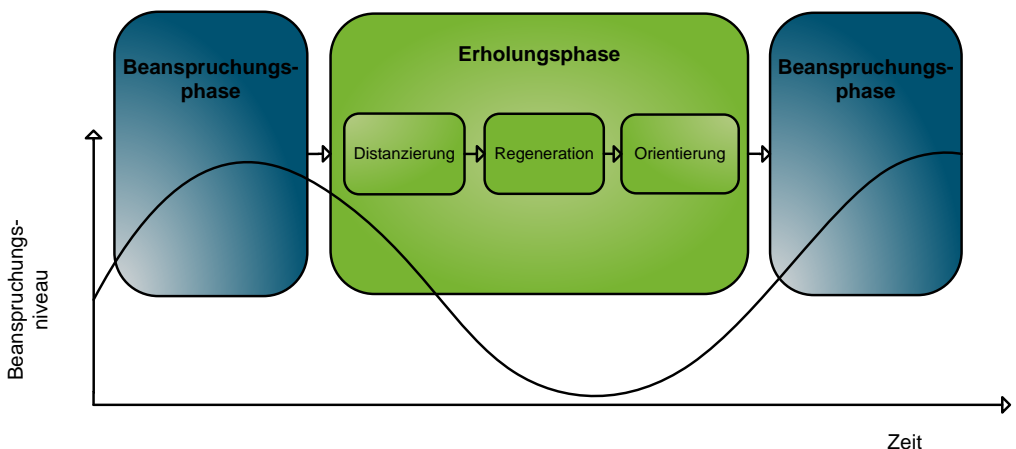 Beanspruchungs-
phase
Erholungsphase
Beanspruchungs-
phase
Distanzierung
Regeneration
Orientierung
Beanspruchungs-
niveau
Zeit